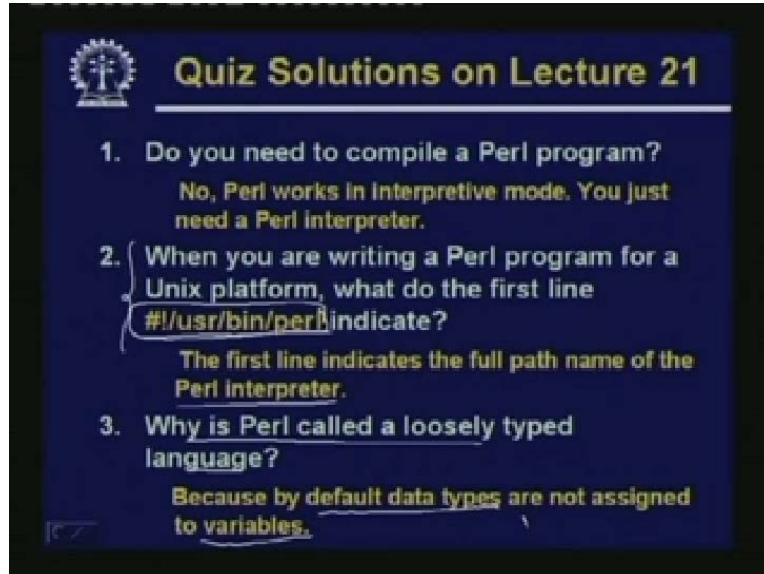 Quiz Solutions on Lecture 21
1. Do you need to compile a Perl program?
No, Perl works in interpretive mode. You just
need a Perl interpreter.
2. When you are writing a Perl program for a
Unix platform, what do the first line
#!/usr/bin/perl indicate?
The first line indicates the full path name of the
Perl interpreter.
3. Why is Perl called a loosely typed
language?
Because by default data types are not assigned
to variables.